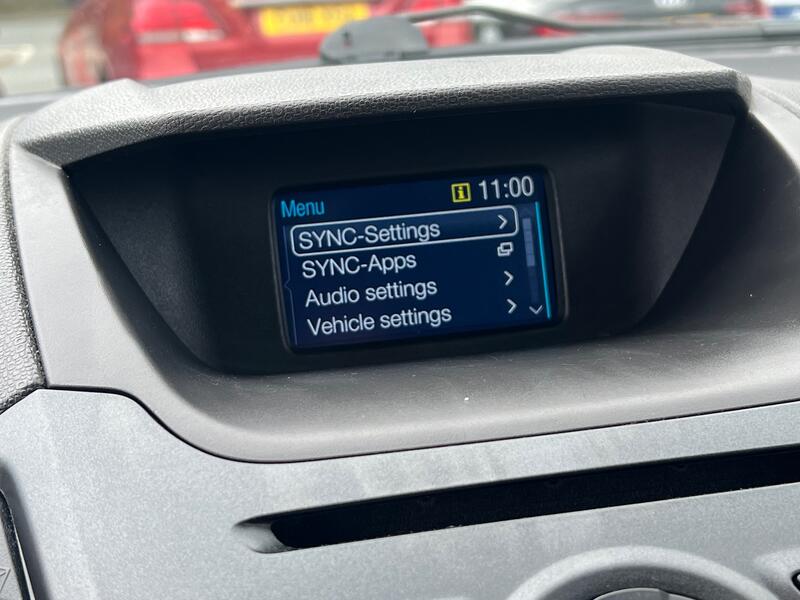 Menu
11:00
SYNC-Settings
SYNC-Apps
Audio settings
Vehicle settings